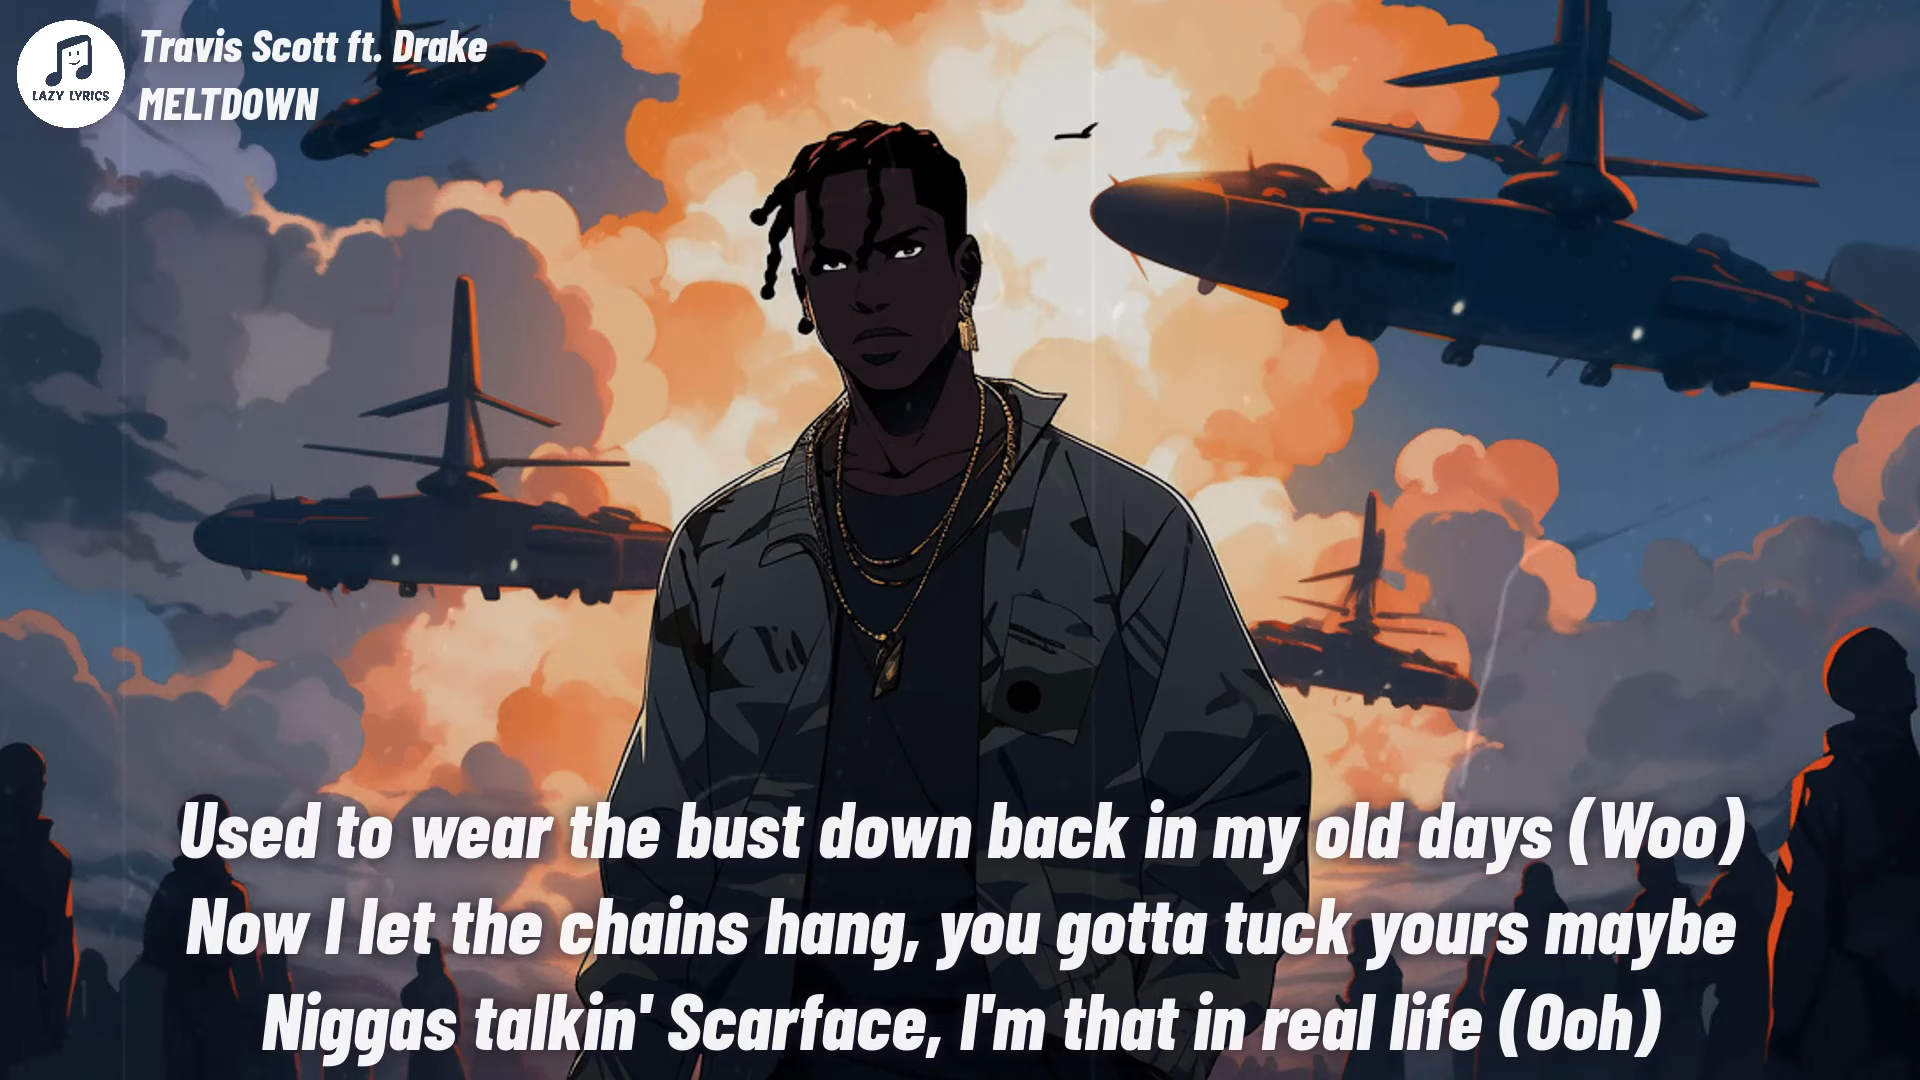 LAZY LYRICS
Travis Scott ft. Drake
MELTDOWN
Used to wear the bust down back in my old days (Woo)
Now I let the chains hang, you gotta tuck yours maybe
Niggas talkin' Scarface, I'm that in real life (Ooh)